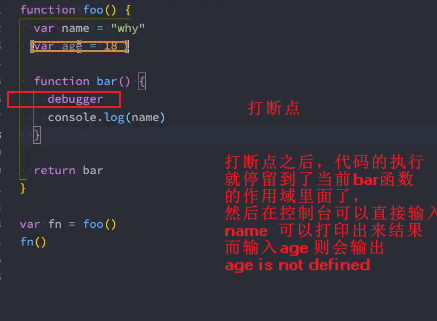 function foo() {
var name = "why"
var age = 18
function bar() {
debugger
console.log(name)
}
return bar
}
var fn = foo()
fn()
打断点
打断点之后，代码的执行
就停留到了当前bar函数
的作用域里面了，
然后在控制台可以直接输入
name 可以打印出来结果
而输入age 则会输出
age is not defined